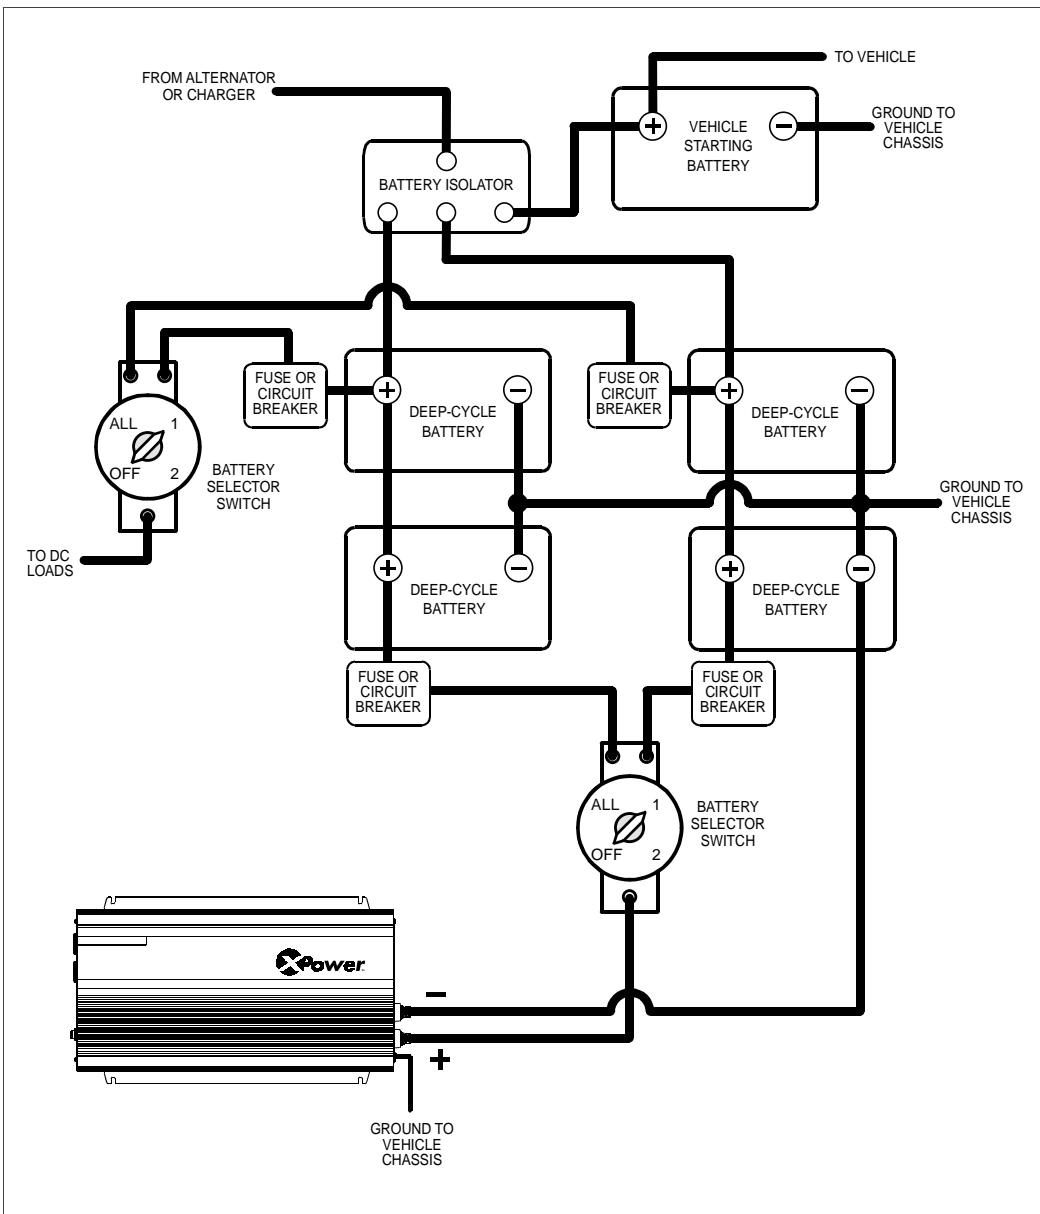 TO VEHICLE
FROM ALTERNATOR
OR CHARGER
GROUND TO
VEHICLE
CHASSIS
+
VEHICLE
STARTING
BATTERY
−
BATTERY ISOLATOR
FUSE OR
CIRCUIT
BREAKER
+
−
DEEP-CYCLE
BATTERY
FUSE OR
CIRCUIT
BREAKER
+
−
DEEP-CYCLE
BATTERY
ALL 1
OFF 2
BATTERY
SELECTOR
SWITCH
GROUND TO
VEHICLE
CHASSIS
TO DC
LOADS
+
−
DEEP-CYCLE
BATTERY
+
−
DEEP-CYCLE
BATTERY
FUSE OR
CIRCUIT
BREAKER
FUSE OR
CIRCUIT
BREAKER
ALL 1
OFF 2
BATTERY
SELECTOR
SWITCH
XPower
−
+
GROUND TO
VEHICLE
CHASSIS